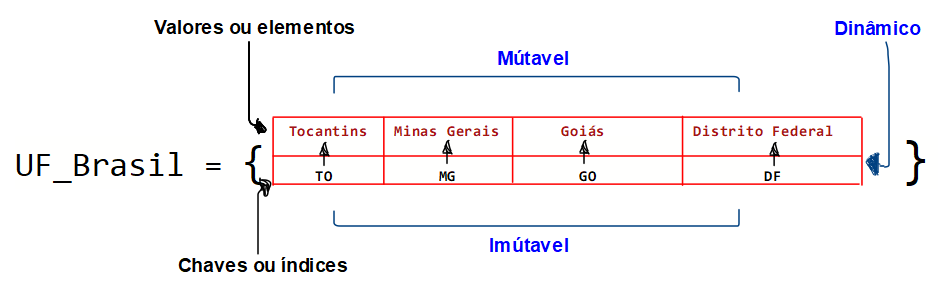 Valores ou elementos
Dinâmico
Mútavel
Tocantins Minas Gerais Goiás Distrito Federal
UF_Brasil = { }
TO MG GO DF
Imútavel
Chaves ou índices